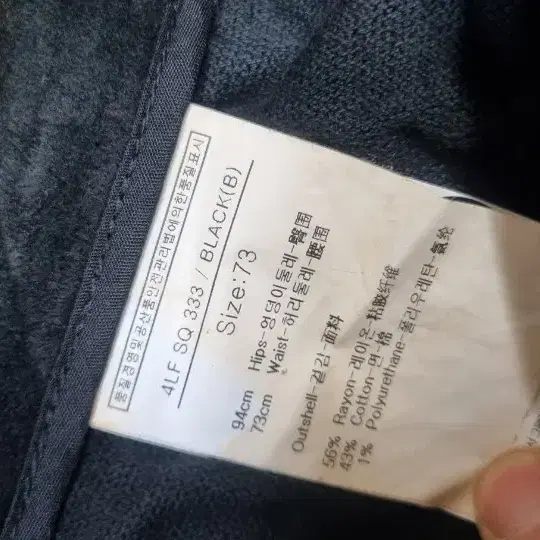 품질경영및공산품안전관리법에의한품질표시
4LF SQ 333 / BLACK(B)
Size:73
94cm Hips-엉덩이둘레-臀围
73cm Waist-허리둘레-腰围
Outshell-겉감-面料
56% Rayon-레이온-粘胶纤维
43% Cotton-면-棉
1% Polyurethane-폴리우레탄-氨纶